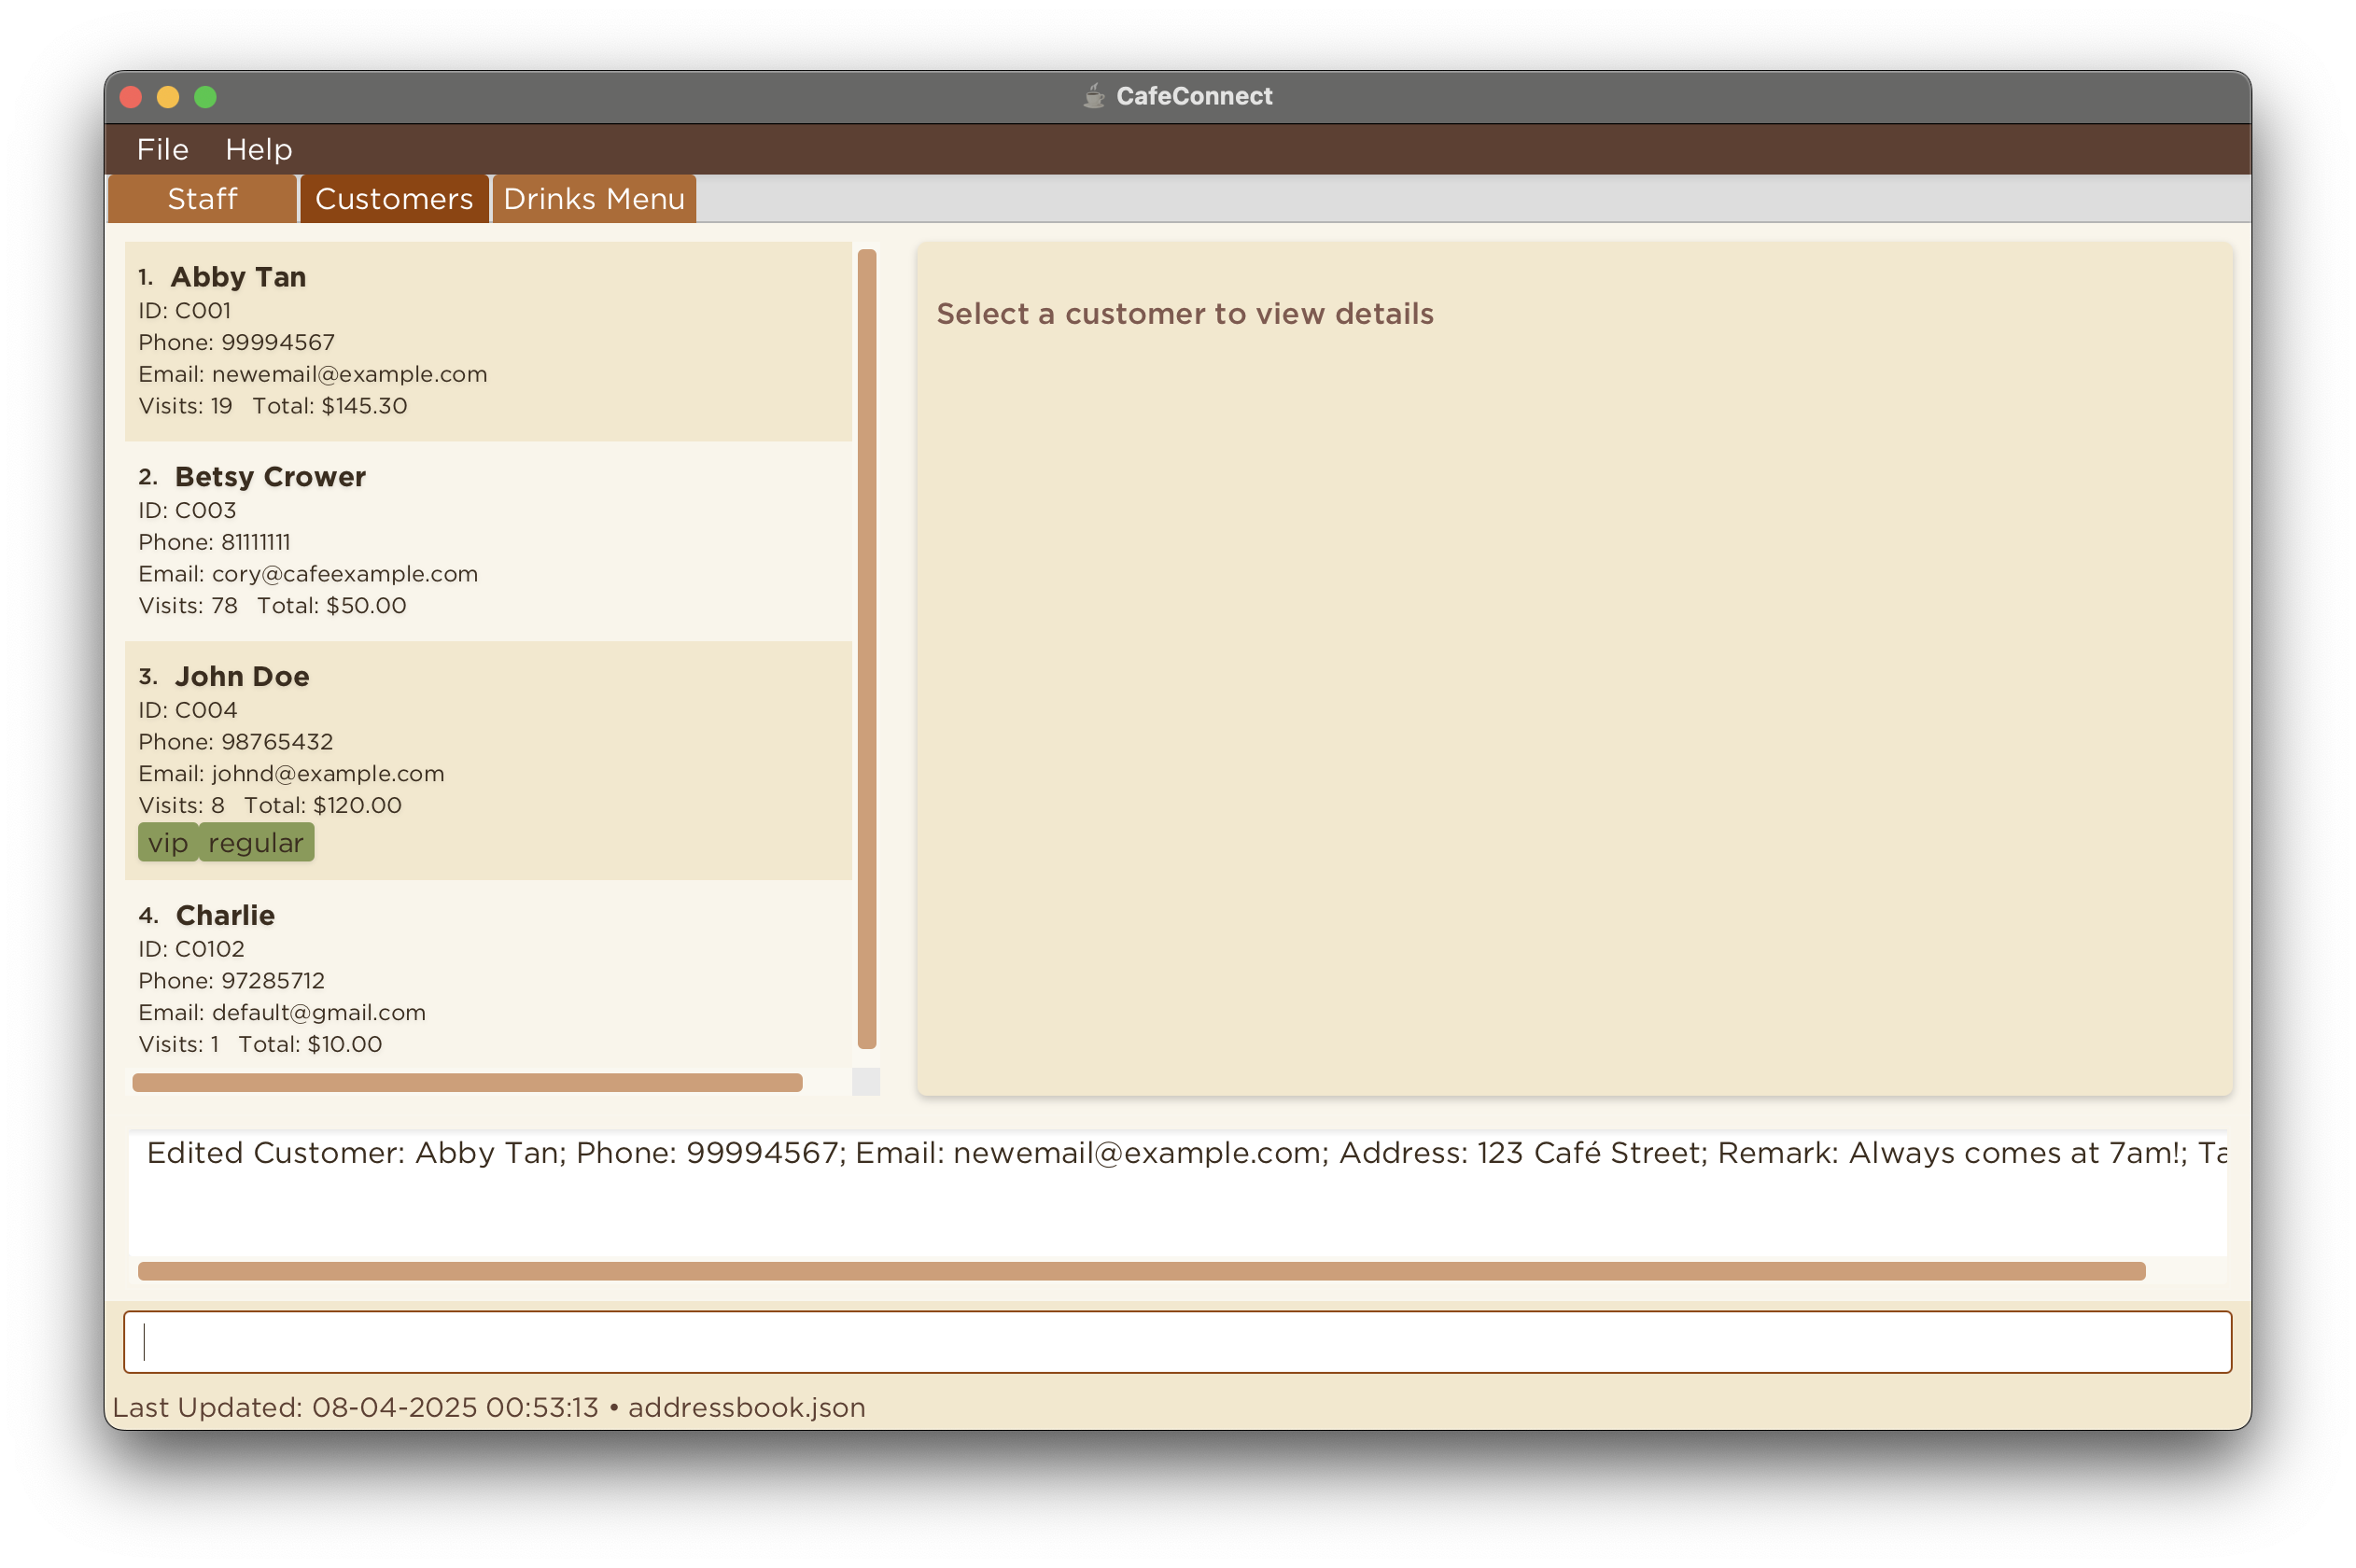 CafeConnect
File Help
Staff Customers Drinks Menu
1. Abby Tan
ID: C001
Phone: 99994567
Email: newemail@example.com
Visits: 19 Total: $145.30
2. Betsy Crower
ID: C003
Phone: 81111111
Email: cory@cafeexample.com
Visits: 78 Total: $50.00
3. John Doe
ID: C004
Phone: 98765432
Email: johnd@example.com
Visits: 8 Total: $120.00
vip regular
4. Charlie
ID: C0102
Phone: 97285712
Email: default@gmail.com
Visits: 1 Total: $10.00
Select a customer to view details
Edited Customer: Abby Tan; Phone: 99994567; Email: newemail@example.com; Address: 123 Café Street; Remark: Always comes at 7am!;
Last Updated: 08-04-2025 00:53:13 • addressbook.json